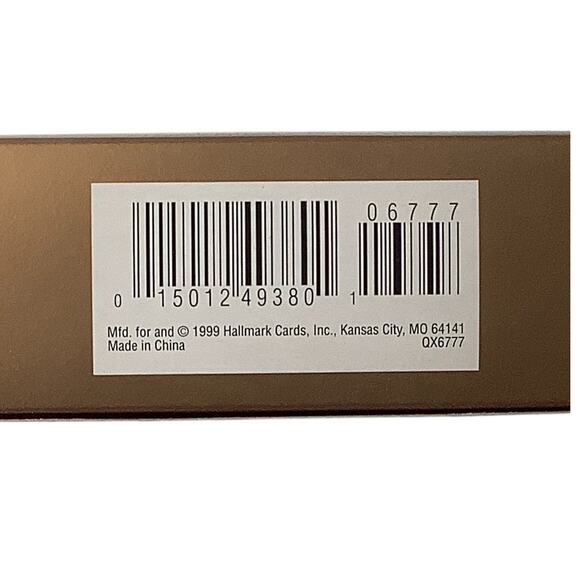 06777
0 15012 49380 1
Mfd. for and © 1999 Hallmark Cards, Inc., Kansas City, MO 64141
Made in China QX6777